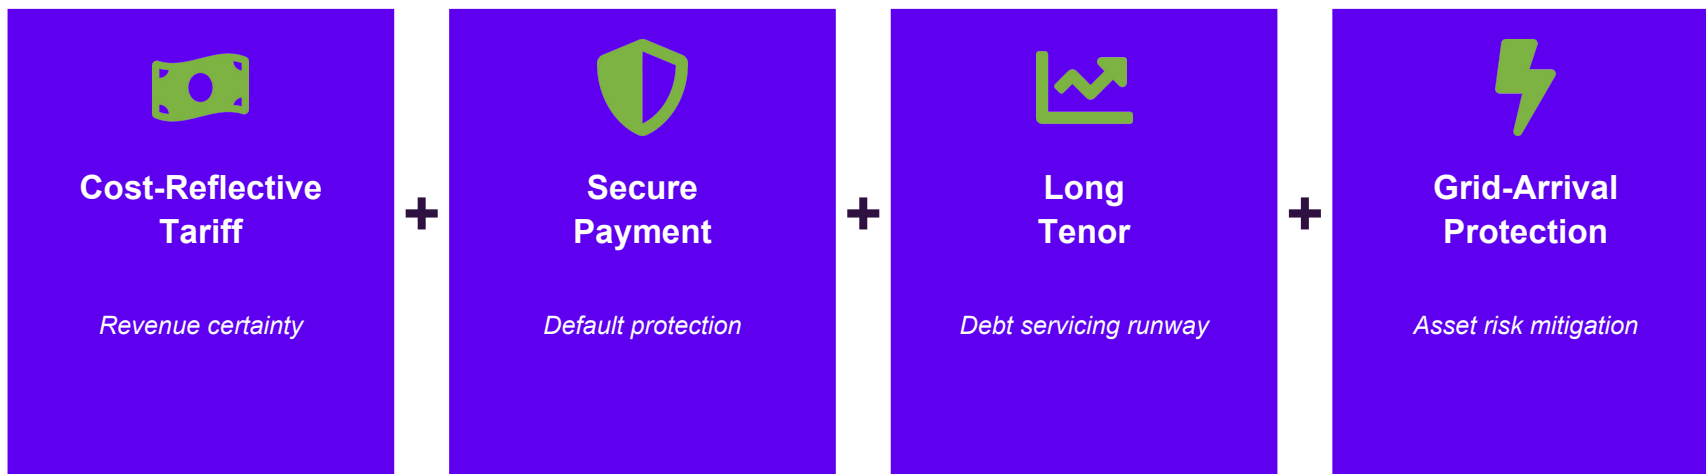 Cost-Reflective
Tariff
Revenue certainty
+
Secure
Payment
Default protection
+
Long
Tenor
Debt servicing runway
+
Grid-Arrival
Protection
Asset risk mitigation